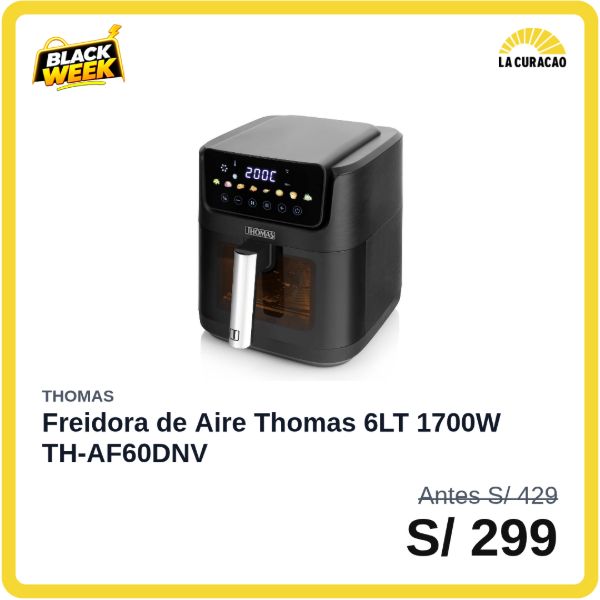 BLACK
WEEK
LA CURACAO
200C
THOMAS
THOMAS
Freidora de Aire Thomas 6LT 1700W
TH-AF60DNV
Antes S/ 429
S/ 299